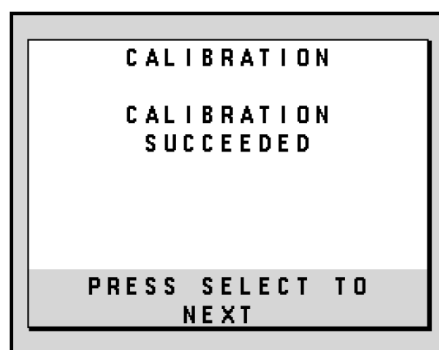 CALIBRATION
CALIBRATION
SUCCEEDED
PRESS SELECT TO
NEXT